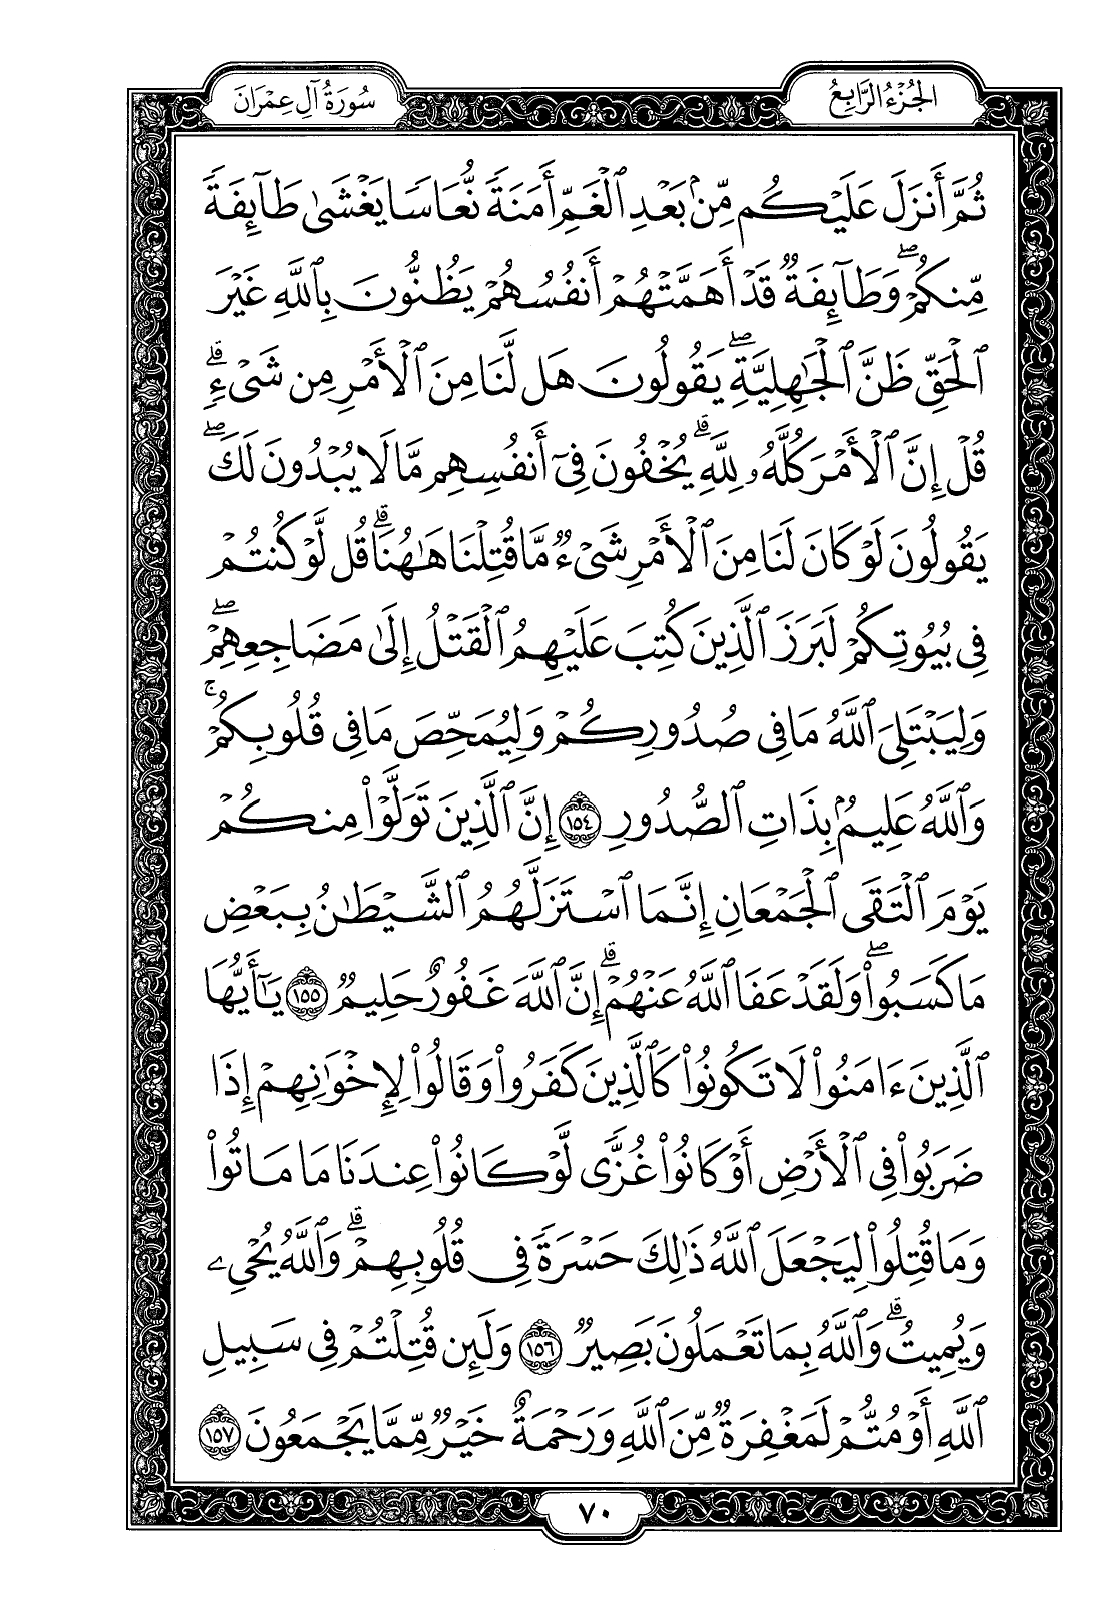 الجُزْءُ الرَّابِعُ
سُورَةُ آلِ عِمْرَان
ثُمَّ أَنزَلَ عَلَيْكُم مِّنۢ بَعْدِ ٱلْغَمِّ أَمَنَةً نُّعَاسًا يَغْشَىٰ طَآئِفَةً
مِّنكُمْ ۖ وَطَآئِفَةٌ قَدْ أَهَمَّتْهُمْ أَنفُسُهُمْ يَظُنُّونَ بِٱللَّهِ غَيْرَ
ٱلْحَقِّ ظَنَّ ٱلْجَٰهِلِيَّةِ ۖ يَقُولُونَ هَل لَّنَا مِنَ ٱلْأَمْرِ مِن شَىْءٍ ۗ
قُلْ إِنَّ ٱلْأَمْرَ كُلَّهُۥ لِلَّهِ ۗ يُخْفُونَ فِىٓ أَنفُسِهِم مَّا لَا يُبْدُونَ لَكَ ۖ
يَقُولُونَ لَوْ كَانَ لَنَا مِنَ ٱلْأَمْرِ شَىْءٌ مَّا قُتِلْنَا هَٰهُنَا ۗ قُل لَّوْ كُنتُمْ
فِى بُيُوتِكُمْ لَبَرَزَ ٱلَّذِينَ كُتِبَ عَلَيْهِمُ ٱلْقَتْلُ إِلَىٰ مَضَاجِعِهِمْ ۖ
وَلِيَبْتَلِىَ ٱللَّهُ مَا فِى صُدُورِكُمْ وَلِيُمَحِّصَ مَا فِى قُلُوبِكُمْ ۚ
وَٱللَّهُ عَلِيمٌۢ بِذَاتِ ٱلصُّدُورِ ١٥٤ إِنَّ ٱلَّذِينَ تَوَلَّوْا۟ مِنكُمْ
يَوْمَ ٱلْتَقَى ٱلْجَمْعَانِ إِنَّمَا ٱسْتَزَلَّهُمُ ٱلشَّيْطَٰنُ بِبَعْضِ
مَا كَسَبُوا۟ ۖ وَلَقَدْ عَفَا ٱللَّهُ عَنْهُمْ ۗ إِنَّ ٱللَّهَ غَفُورٌ حَلِيمٌ ١٥٥ يَٰٓأَيُّهَا
ٱلَّذِينَ ءَامَنُوا۟ لَا تَكُونُوا۟ كَٱلَّذِينَ كَفَرُوا۟ وَقَالُوا۟ لِإِخْوَٰنِهِمْ إِذَا
ضَرَبُوا۟ فِى ٱلْأَرْضِ أَوْ كَانُوا۟ غُزًّى لَّوْ كَانُوا۟ عِندَنَا مَا مَاتُوا۟
وَمَا قُتِلُوا۟ لِيَجْعَلَ ٱللَّهُ ذَٰلِكَ حَسْرَةً فِى قُلُوبِهِمْ ۗ وَٱللَّهُ يُحْىِۦ
وَيُمِيتُ ۗ وَٱللَّهُ بِمَا تَعْمَلُونَ بَصِيرٌ ١٥٦ وَلَئِن قُتِلْتُمْ فِى سَبِيلِ
ٱللَّهِ أَوْ مُتُّمْ لَمَغْفِرَةٌ مِّنَ ٱللَّهِ وَرَحْمَةٌ خَيْرٌ مِّمَّا يَجْمَعُونَ ١٥٧
٧٠